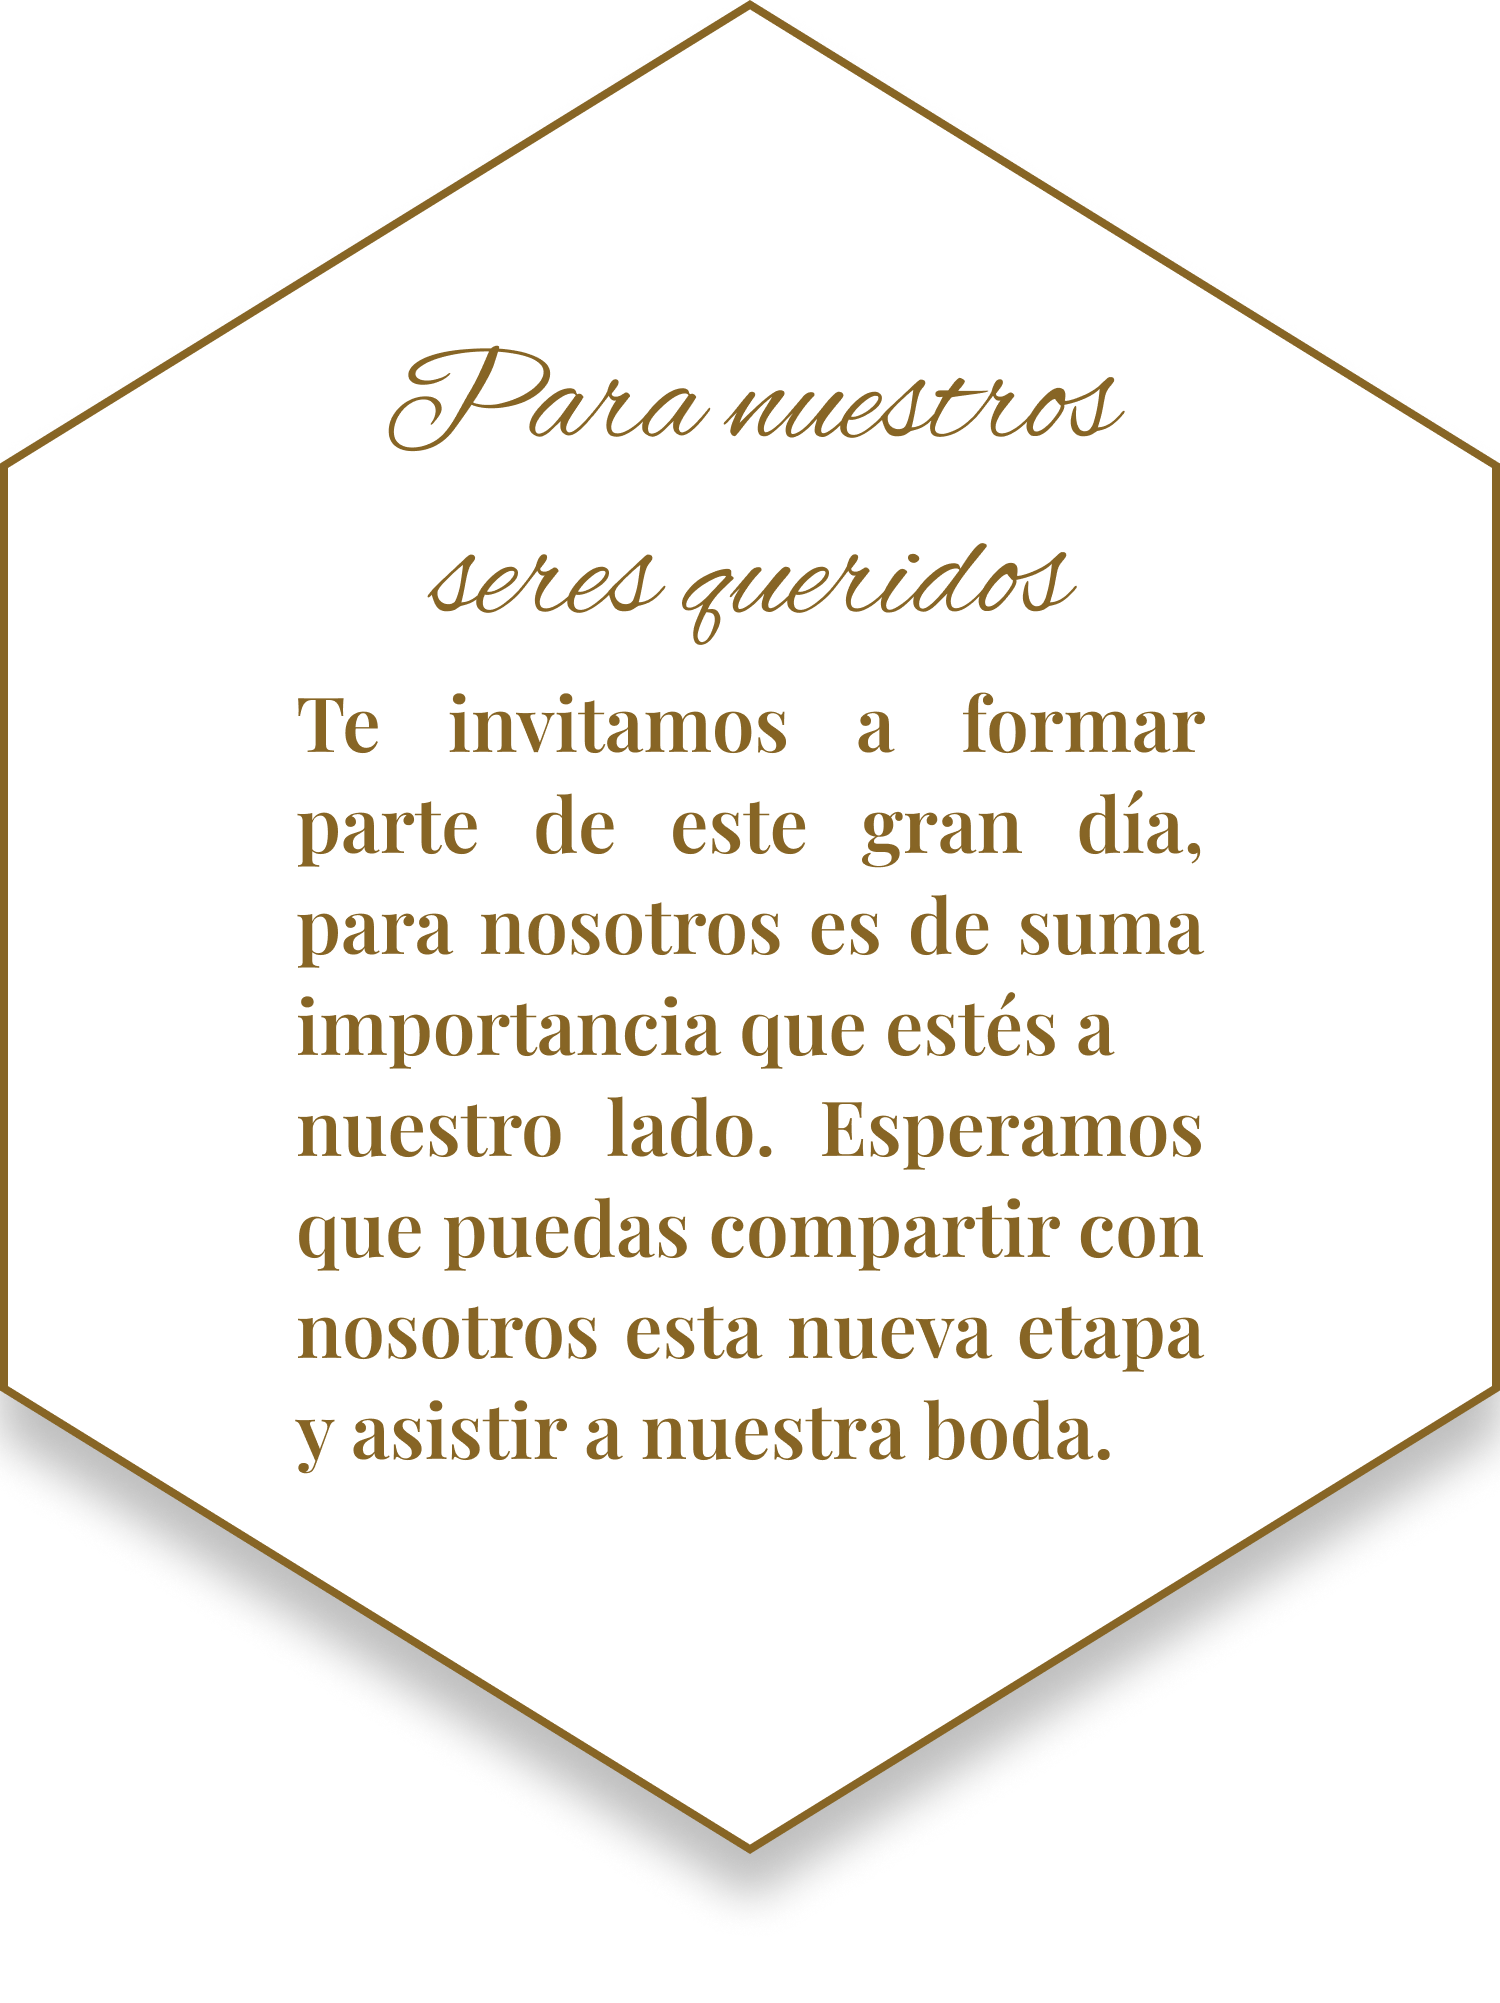 Para nuestros
seres queridos
Te invitamos a formar
parte de este gran día,
para nosotros es de suma
importancia que estés a
nuestro lado. Esperamos
que puedas compartir con
nosotros esta nueva etapa
y asistir a nuestra boda.